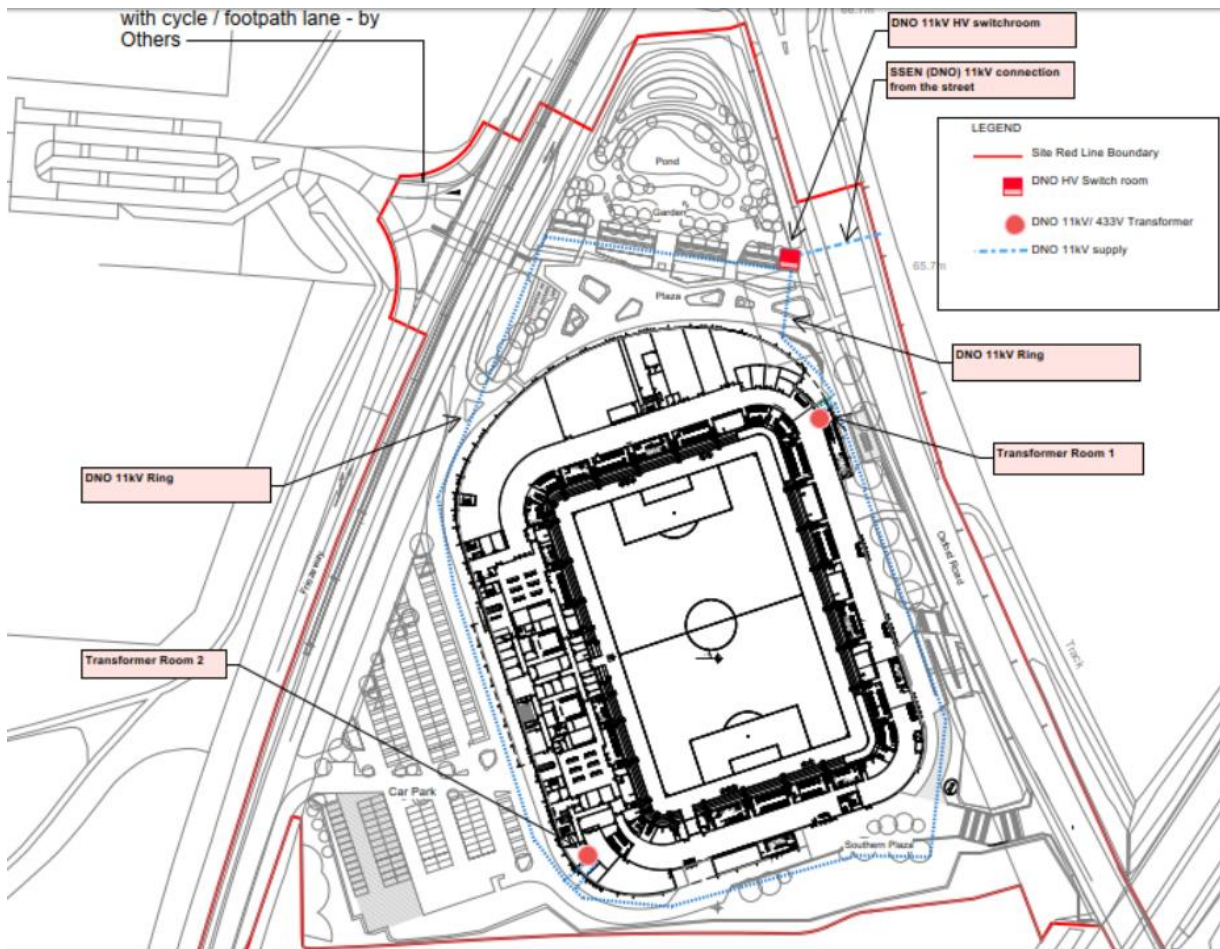 with cycle / footpath lane - by
Others
DNO 11kV HV switchroom
SSEN (DNO) 11kV connection
from the street
LEGEND
Site Red Line Boundary
DNO HV Switch room
DNO 11kV/ 433V Transformer
DNO 11kV supply
Pond
Garden
65.7m
Plaza
DNO 11kV Ring
Transformer Room 1
DNO 11kV Ring
Oxford Road
Track
Transformer Room 2
Car Park
Southern Plaza